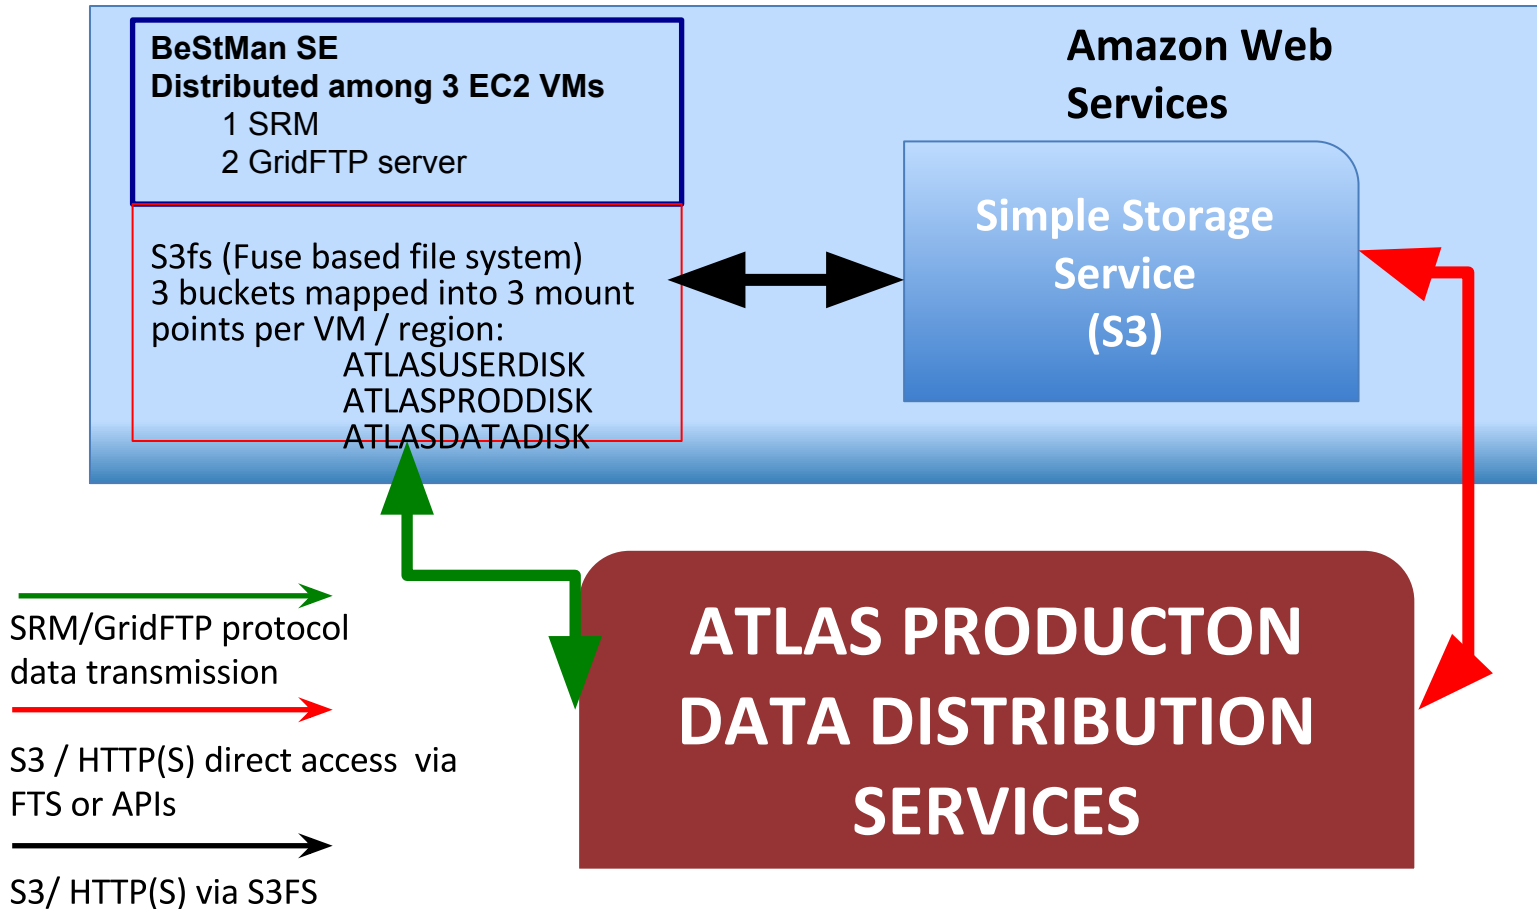 BeStMan SE
Distributed among 3 EC2 VMs
1 SRM
2 GridFTP server
S3fs (Fuse based file system)
3 buckets mapped into 3 mount
points per VM / region:
ATLASUSERDISK
ATLASPRODDISK
ATLASDATADISK
Amazon Web
Services
Simple Storage
Service
(S3)
SRM/GridFTP protocol
data transmission
S3 / HTTP(S) direct access  via
FTS or APIs
S3/ HTTP(S) via S3FS
ATLAS PRODUCTON
DATA DISTRIBUTION
SERVICES